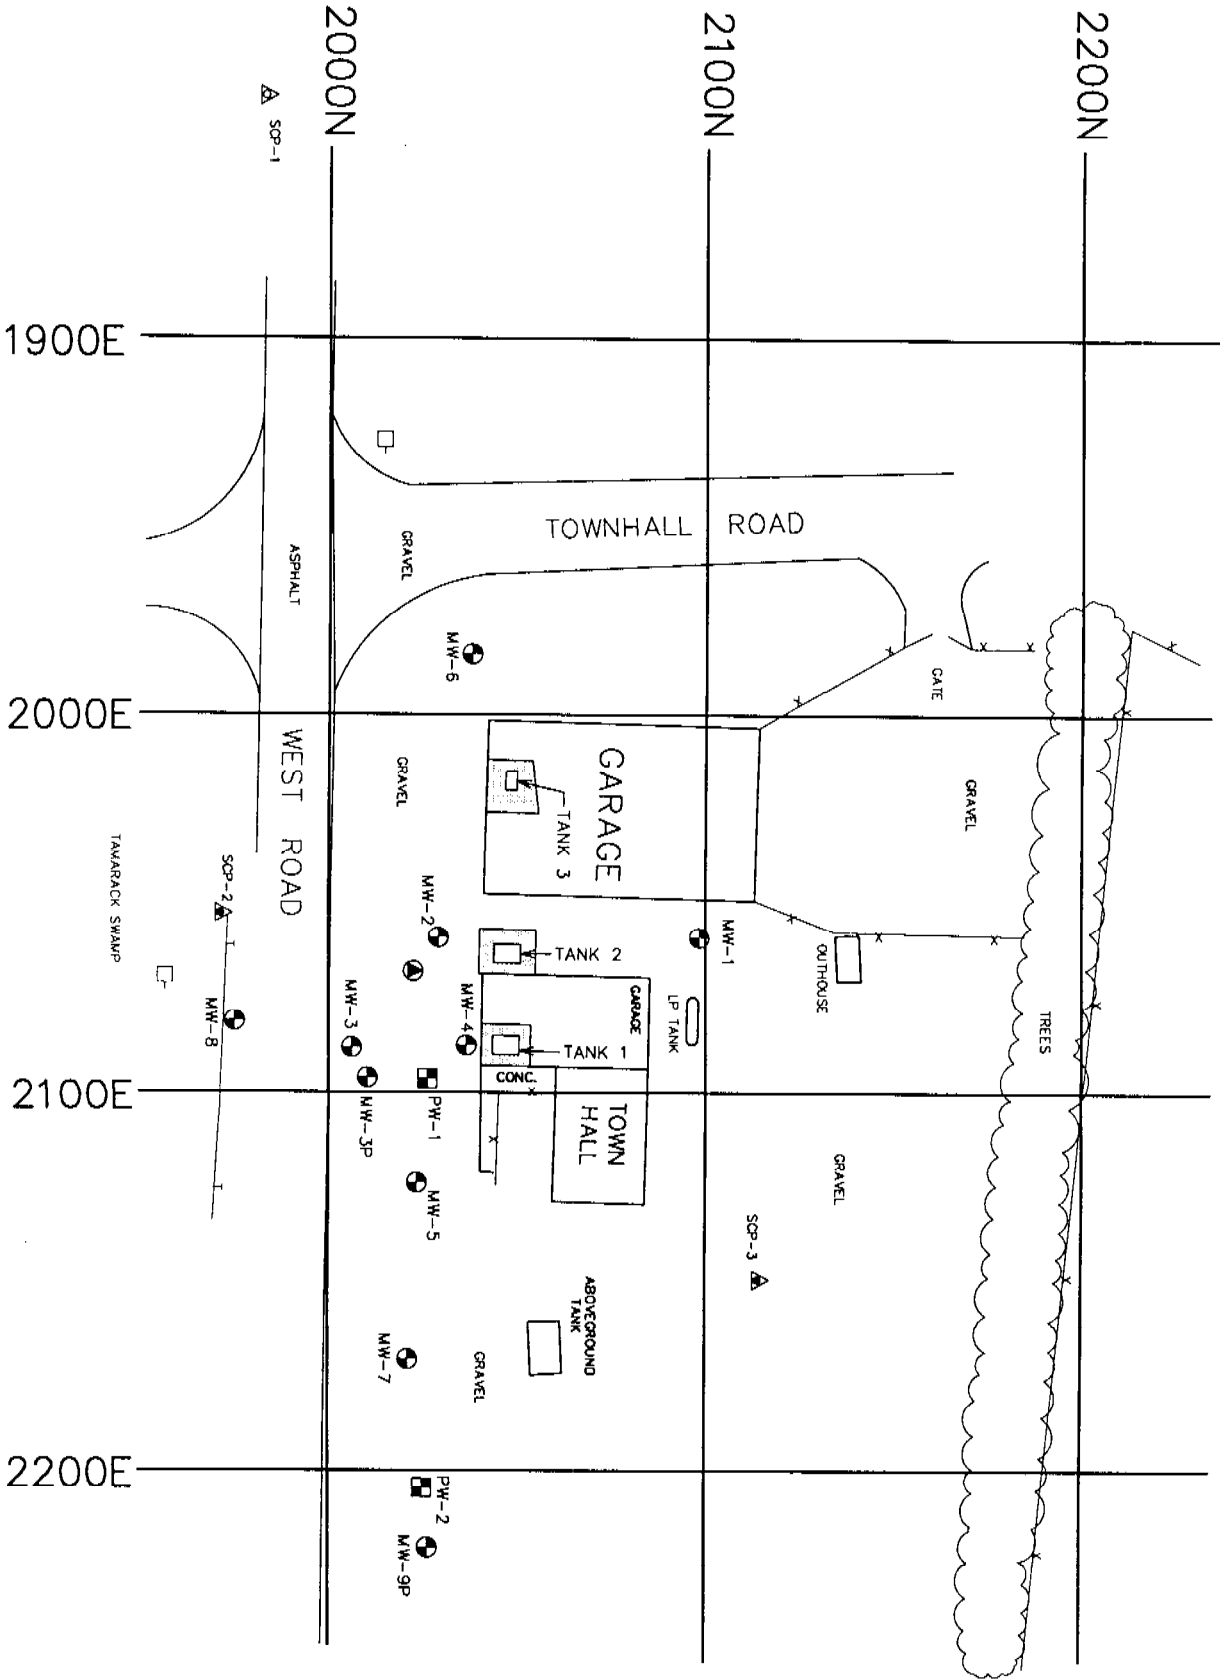 2000N
2100N
2200N
SCP-1
1900E
TOWNHALL ROAD
GRAVEL
ASPHALT
MW-6
GATE
2000E
WEST ROAD
GRAVEL
GARAGE
TANK 3
GRAVEL
TAMARACK SWAMP
SCP-2
MW-2
MW-1
TANK 2
OUTHOUSE
MW-8
MW-3
MW-4
GARAGE
LP TANK
TREES
TANK 1
CONC.
2100E
MW-3P
PW-1
TOWN
HALL
MW-5
GRAVEL
SCP-3
ABOVEGROUND
TANK
MW-7
GRAVEL
2200E
PW-2
MW-9P